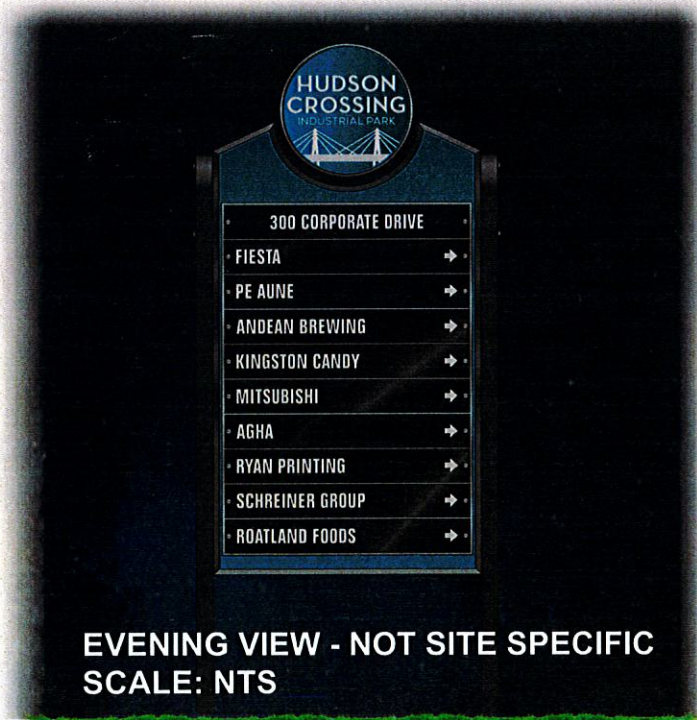 HUDSON
CROSSING
INDUSTRIAL PARK
300 CORPORATE DRIVE
FIESTA
PE AUNE
ANDEAN BREWING
KINGSTON CANDY
MITSUBISHI
AGHA
RYAN PRINTING
SCHREINER GROUP
ROATLAND FOODS
EVENING VIEW - NOT SITE SPECIFIC
SCALE: NTS